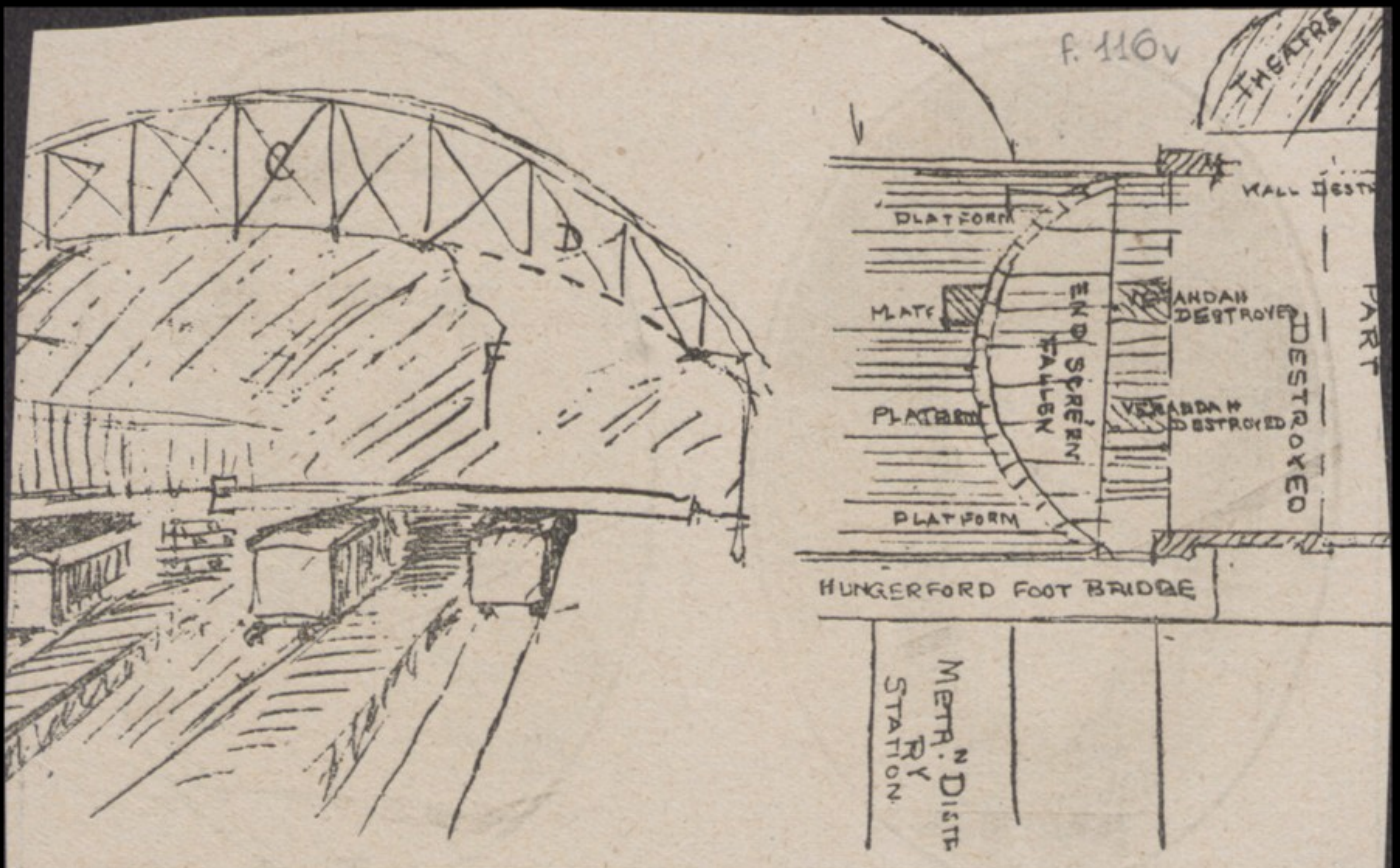 f. 116v
THEATRE
C
WALL DESTR
PLATFORM
D
PLATF
ANDAH
DESTROYED
PART
END SCREEN
FALLEN
DESTROYED
F
PLATFORM
VERANDAH
DESTROYED
E
PLATFORM
HUNGERFORD FOOT BRIDGE
METR.N DISTR
RY
STATION